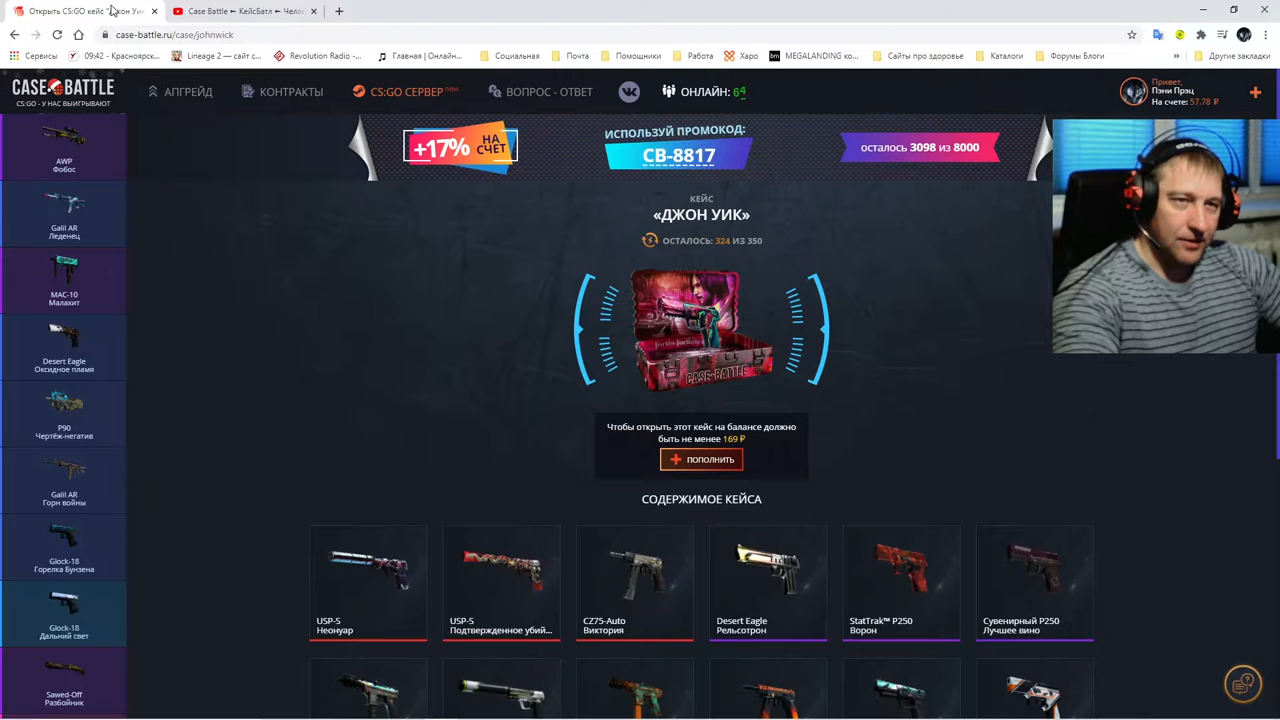 Открыть CS:GO кейс "Джон Уик
Case Battle ➨ КейсБатл ➨ Челл
case-battle.ru/case/johnwick
Сервисы
09:42 - Красноярск...
Lineage 2 — сайт с...
Revolution Radio -...
Главная | Онлайн...
Социальная
Почта
Помощники
Работа
Харо
MEGALANDING ко...
Сайты про здоровье
Каталоги
Форумы Блоги
Другие закладки
CASE BATTLE
CS:GO - У НАС ВЫИГРЫВАЮТ
АПГРЕЙД
КОНТРАКТЫ
CS:GO СЕРВЕР new
ВОПРОС - ОТВЕТ
ОНЛАЙН:
Привет,
Пэни Прэц
На счете: 57.78 ₽
+17% НА СЧЁТ
ИСПОЛЬЗУЙ ПРОМОКОД:
CB-8817
осталось 3098 из 8000
КЕЙС
«ДЖОН УИК»
ОСТАЛОСЬ: 324 ИЗ 350
CASE-BATTLE
Чтобы открыть этот кейс на балансе должно
быть не менее 169 ₽
ПОПОЛНИТЬ
СОДЕРЖИМОЕ КЕЙСА
AWP
Фобос
Galil AR
Леденец
MAC-10
Малахит
Desert Eagle
Оксидное пламя
P90
Чертёж-негатив
Galil AR
Горн войны
Glock-18
Горелка Бунзена
Glock-18
Дальний свет
Sawed-Off
Разбойник
USP-S
Неонуар
USP-S
Подтвержденное убий...
CZ75-Auto
Виктория
Desert Eagle
Рельсотрон
StatTrak™ P250
Ворон
Сувенирный P250
Лучшее вино